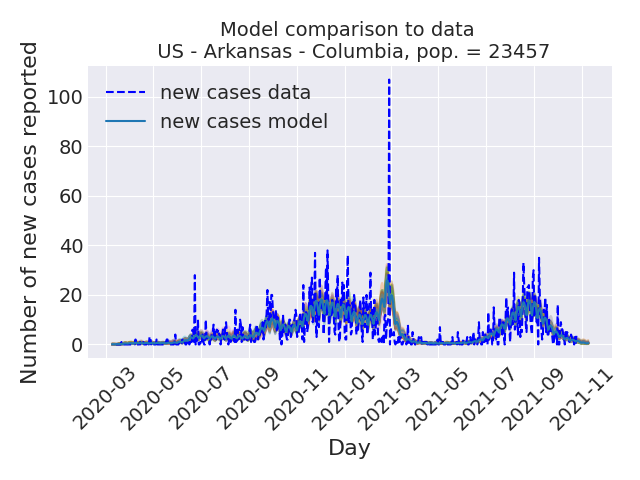 Model comparison to data
US - Arkansas - Columbia, pop. = 23457
Number of new cases reported
100
80
60
40
20
0
new cases data
new cases model
2020-03
2020-05
2020-07
2020-09
2020-11
2021-01
2021-03
2021-05
2021-07
2021-09
2021-11
Day